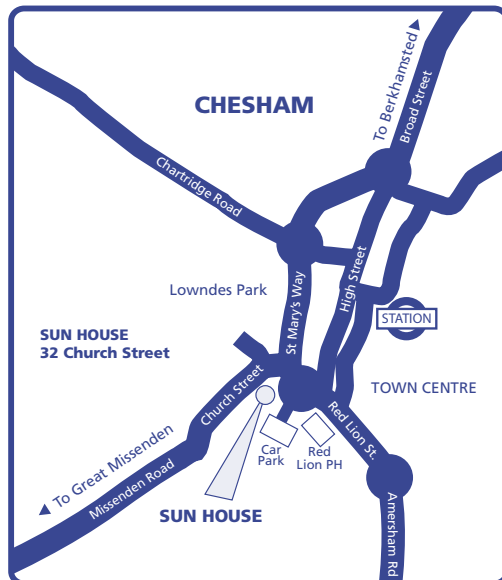 To Berkhamsted
Broad Street
CHESHAM
Chartridge Road
Lowndes Park
St Mary's Way
High Street
STATION
SUN HOUSE
32 Church Street
TOWN CENTRE
Church Street
Red Lion St.
Car
Park
Red
Lion PH
To Great Missenden
Missenden Road
SUN HOUSE
Amersham Rd